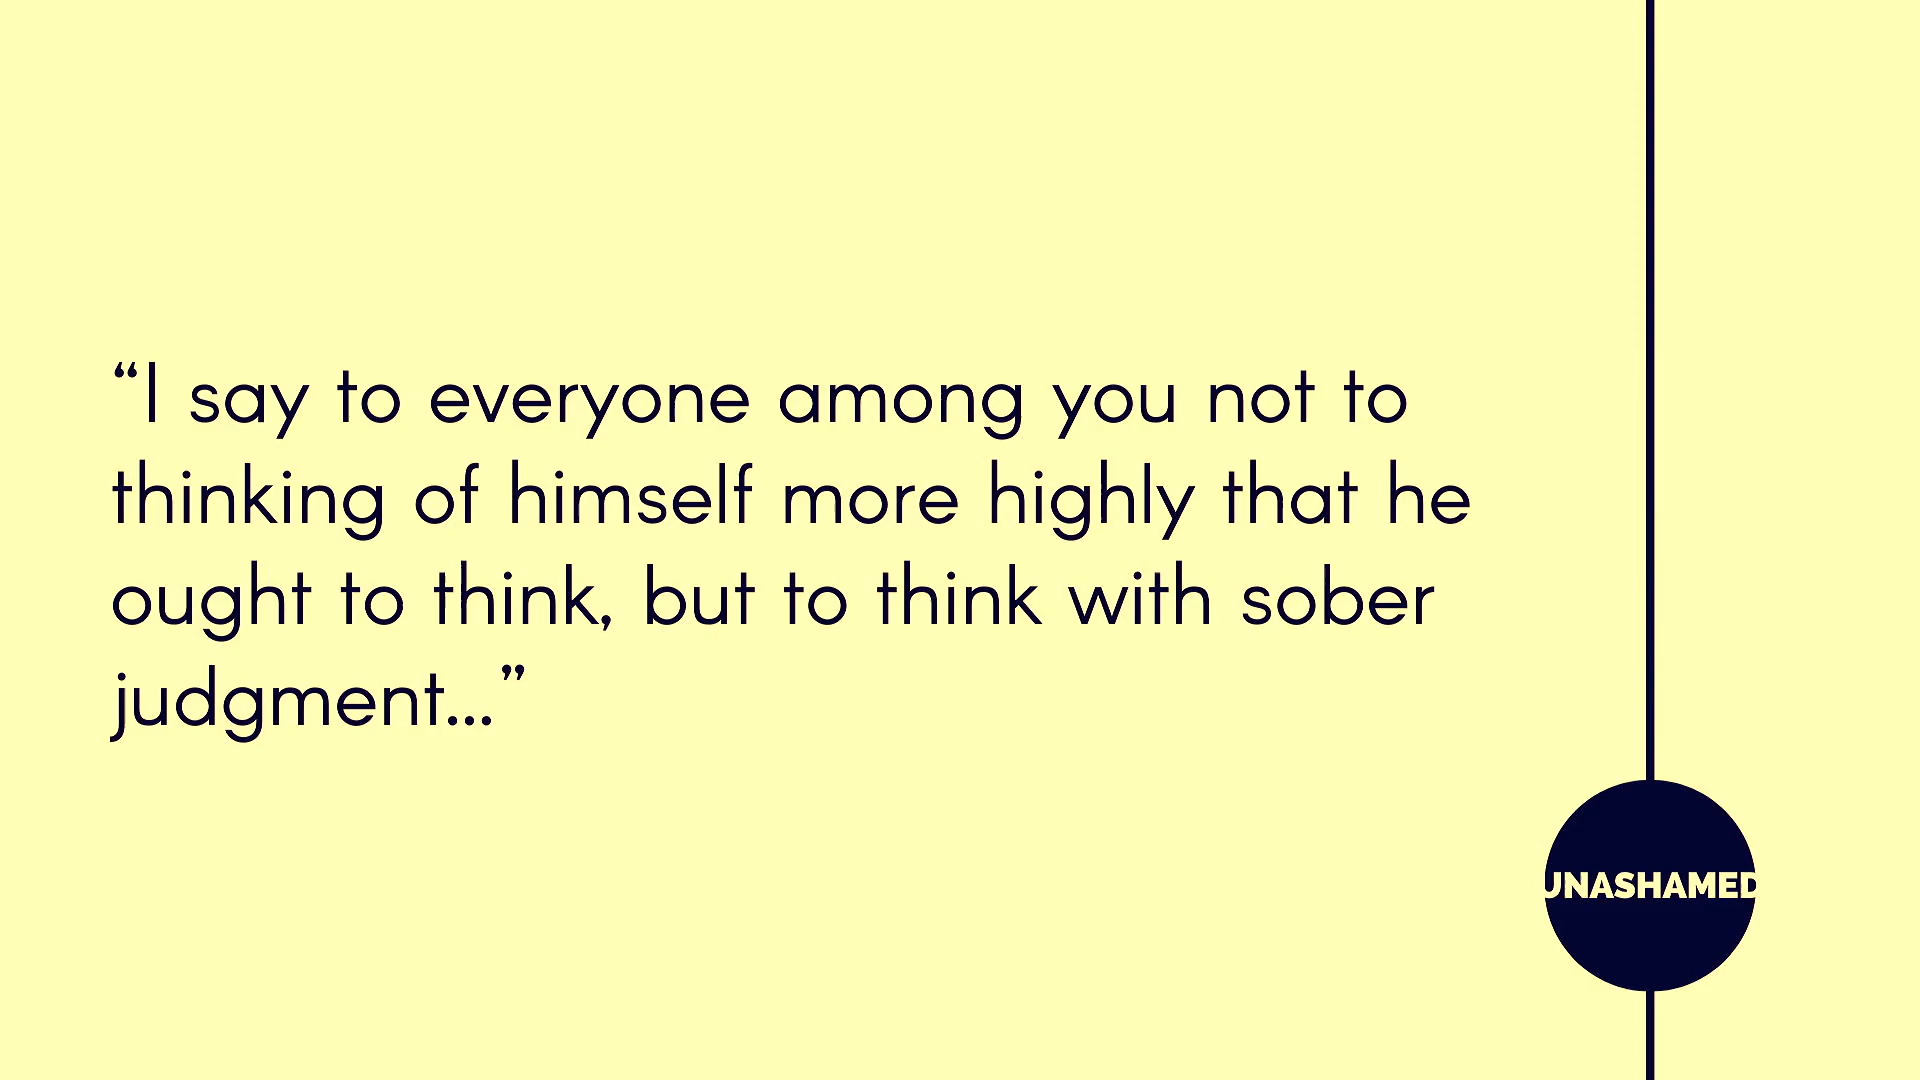 “I say to everyone among you not to
thinking of himself more highly that he
ought to think, but to think with sober
judgment...”
UNASHAMED